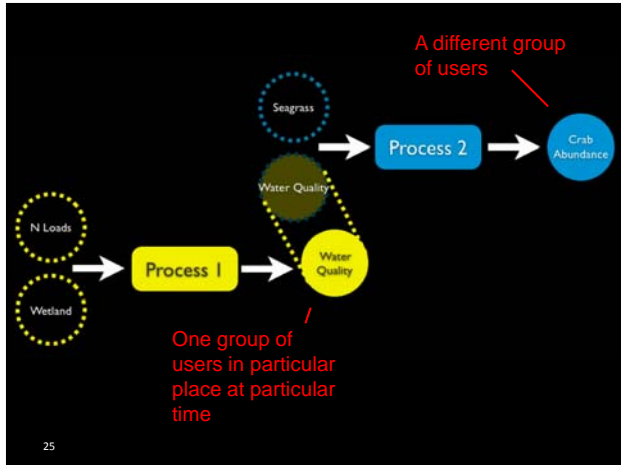 A different group
of users
Seagrass
Process 2
Crab
Abundance
Water Quality
N Loads
Process 1
Water
Quality
Wetland
One group of
users in particular
place at particular
time
25